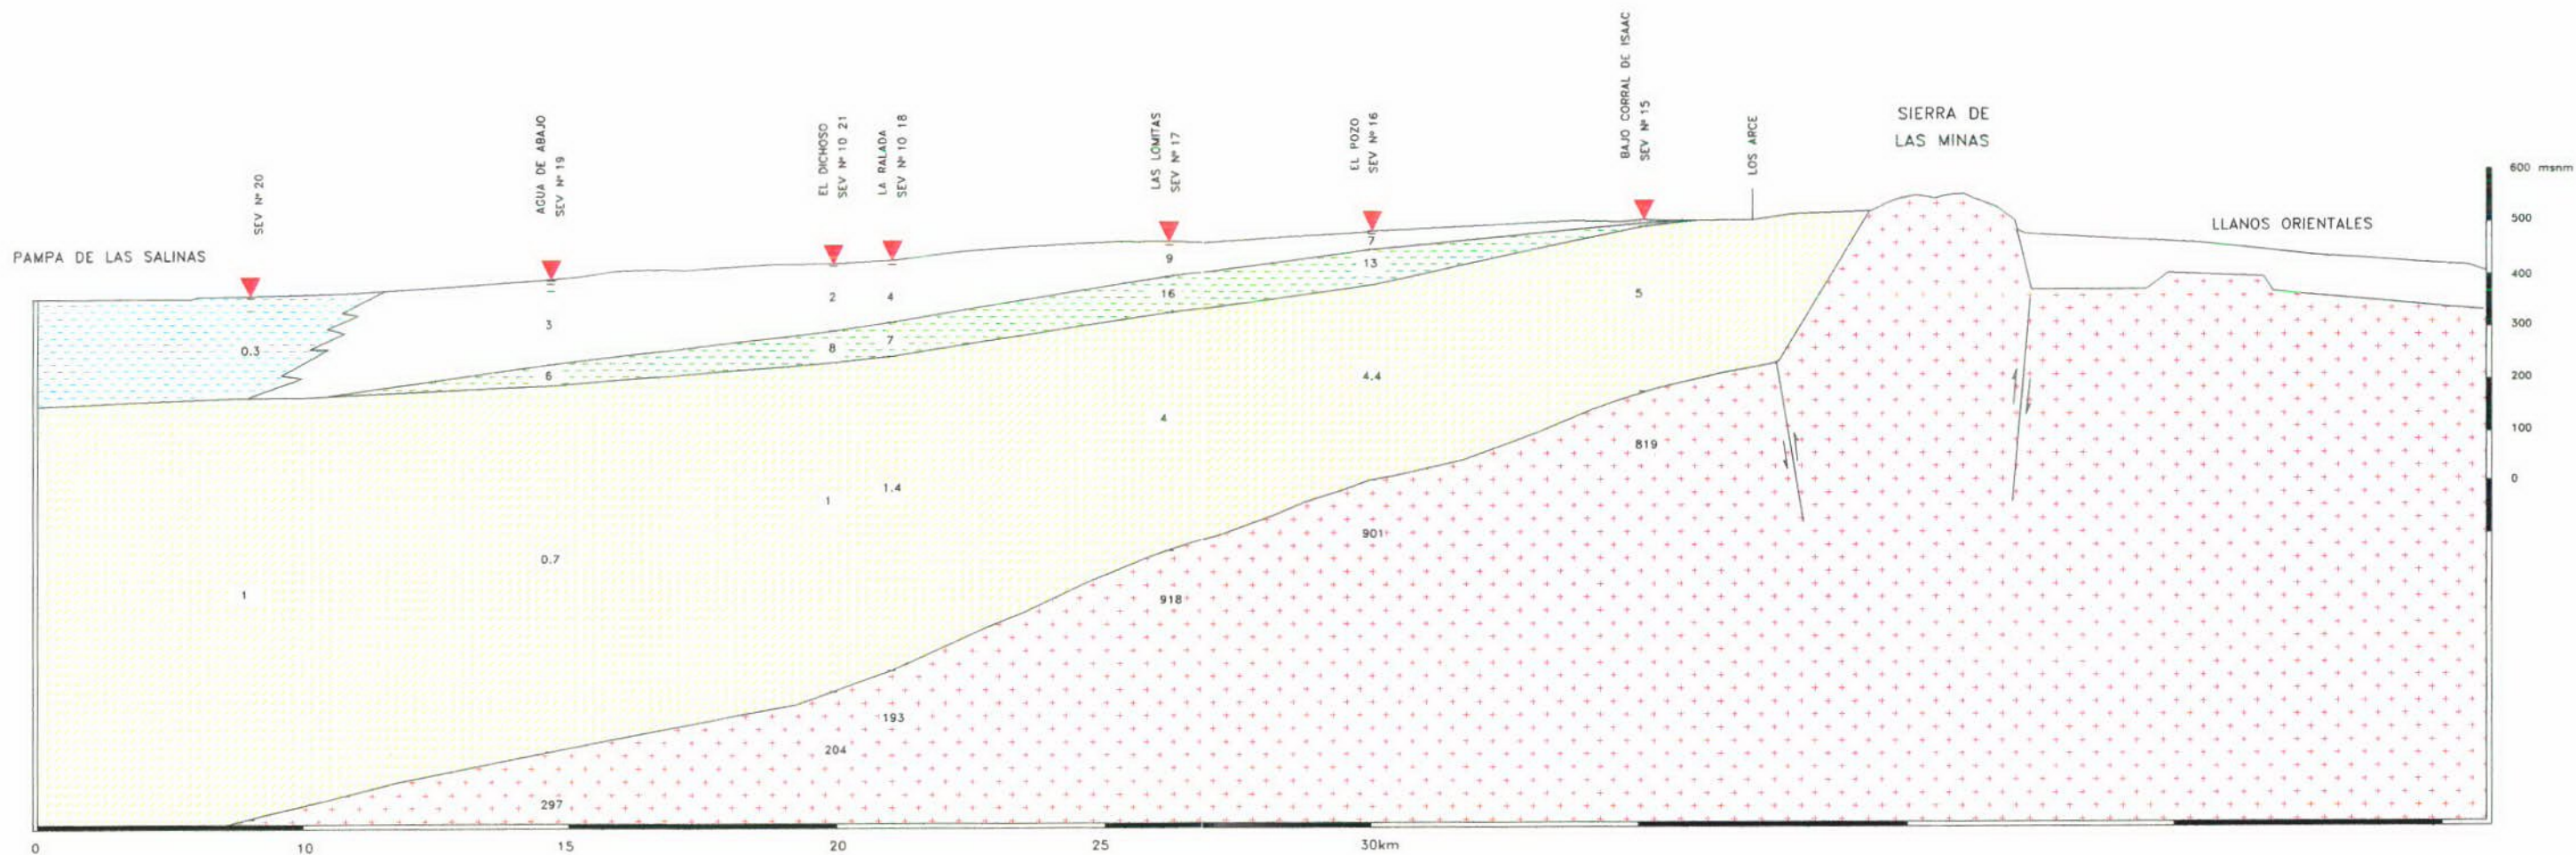 PAMPA DE LAS SALINAS
SEV Nº 20
AGUA DE ABAJO
SEV Nº 19
EL DICHOSO
SEV Nº 10 21
LA RALADA
SEV Nº 10 18
LAS LOMITAS
SEV Nº 17
EL POZO
SEV Nº 16
BAJO CORRAL DE ISAAC
SEV Nº 15
LOS ARCE
SIERRA DE
LAS MINAS
LLANOS ORIENTALES
600 msnm
500
400
300
200
100
0
0.3
1
3
6
0.7
297
2
8
1
204
4
7
1.4
193
9
16
4
918
7
13
4.4
901
5
819
0
10
15
20
25
30km